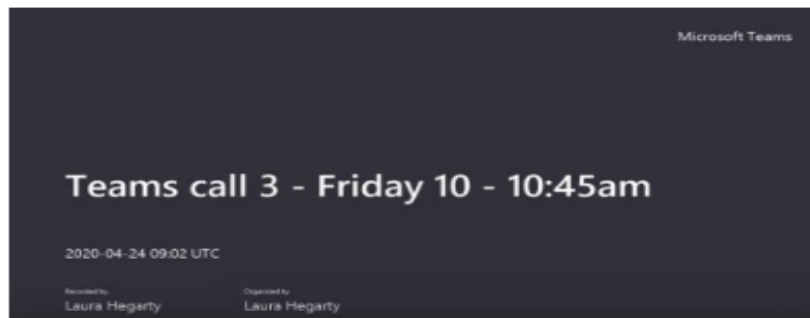 Microsoft Teams
Teams call 3 - Friday 10 - 10:45am
2020-04-24 09:02 UTC
Recorded by Organized by
Laura Hegarty Laura Hegarty